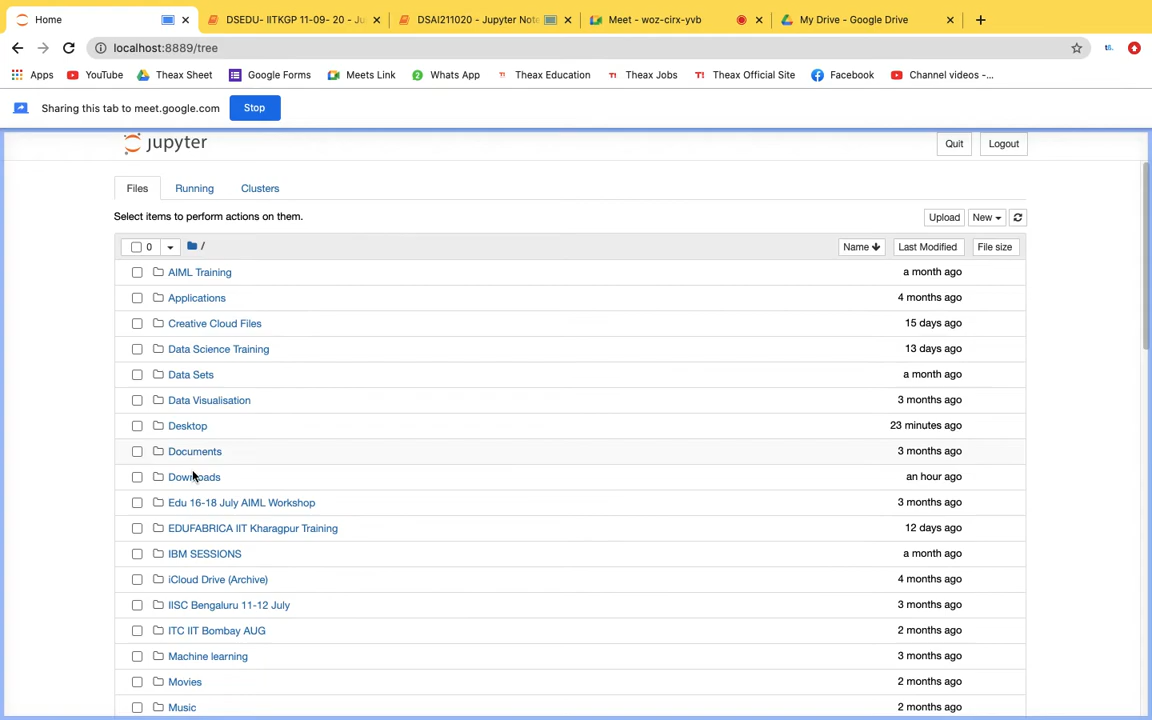 Home
DSEDU- IITKGP 11-09- 20 - Ju
DSAI211020 - Jupyter Note
Meet - woz-cirx-yvb
My Drive - Google Drive
localhost:8889/tree
Apps
YouTube
Theax Sheet
Google Forms
Meets Link
Whats App
Theax Education
Theax Jobs
Theax Official Site
Facebook
Channel videos -...
Sharing this tab to meet.google.com
Stop
jupyter
Quit
Logout
Files
Running
Clusters
Select items to perform actions on them.
Upload
New
0
/
Name
Last Modified
File size
AIML Training a month ago
Applications 4 months ago
Creative Cloud Files 15 days ago
Data Science Training 13 days ago
Data Sets a month ago
Data Visualisation 3 months ago
Desktop 23 minutes ago
Documents 3 months ago
Downloads an hour ago
Edu 16-18 July AIML Workshop 3 months ago
EDUFABRICA IIT Kharagpur Training 12 days ago
IBM SESSIONS a month ago
iCloud Drive (Archive) 4 months ago
IISC Bengaluru 11-12 July 3 months ago
ITC IIT Bombay AUG 2 months ago
Machine learning 3 months ago
Movies 2 months ago
Music 2 months ago